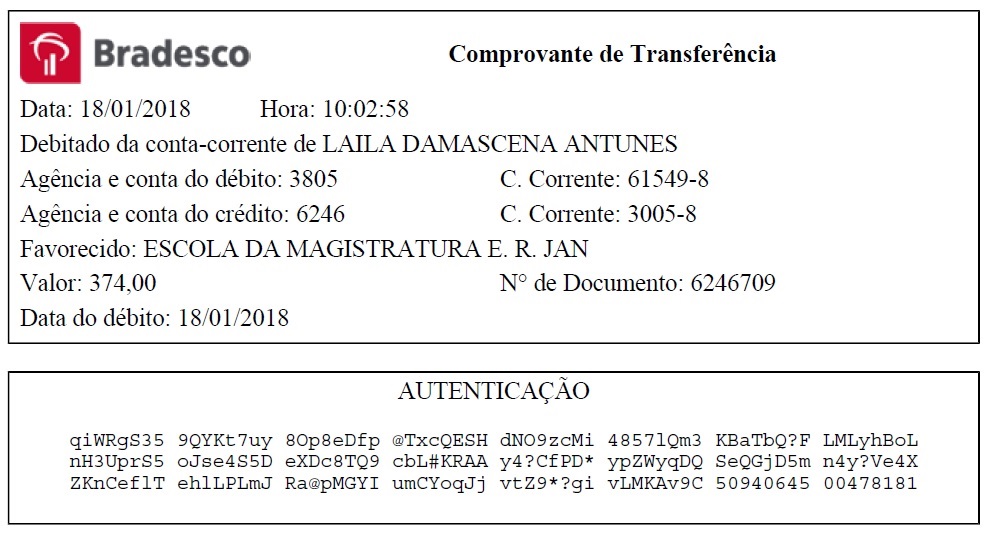 Bradesco
Comprovante de Transferência
Data: 18/01/2018 Hora: 10:02:58
Debitado da conta-corrente de LAILA DAMASCENA ANTUNES
Agência e conta do débito: 3805 C. Corrente: 61549-8
Agência e conta do crédito: 6246 C. Corrente: 3005-8
Favorecido: ESCOLA DA MAGISTRATURA E. R. JAN
Valor: 374,00 N° de Documento: 6246709
Data do débito: 18/01/2018
AUTENTICAÇÃO
qiWRgS35 9QYKt7uy 8Op8eDfp @TxcQESH dNO9zcMi 4857lQm3 KBaTbQ?F LMLyhBoL
nH3UprS5 oJse4S5D eXDc8TQ9 cbL#KRAA y4?CfPD* ypZWyqDQ SeQGjD5m n4y?Ve4X
ZKnCeflT ehlLPLmJ Ra@pMGYI umCYoqJj vtZ9*?gi vLMKAv9C 50940645 00478181